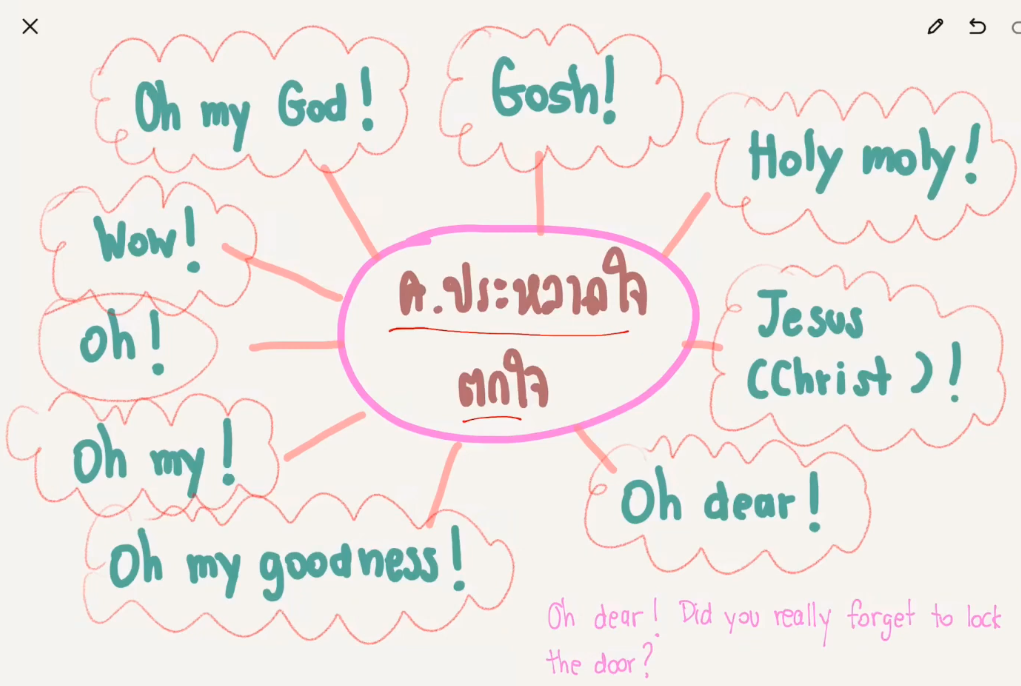 Oh my God!
Gosh!
Holy moly!
Wow!
ค.ประหวาดใจ
ตกใจ
Oh!
Jesus
(Christ)!
Oh my!
Oh dear!
Oh my goodness!
Oh dear! Did you really forget to lock
the door?